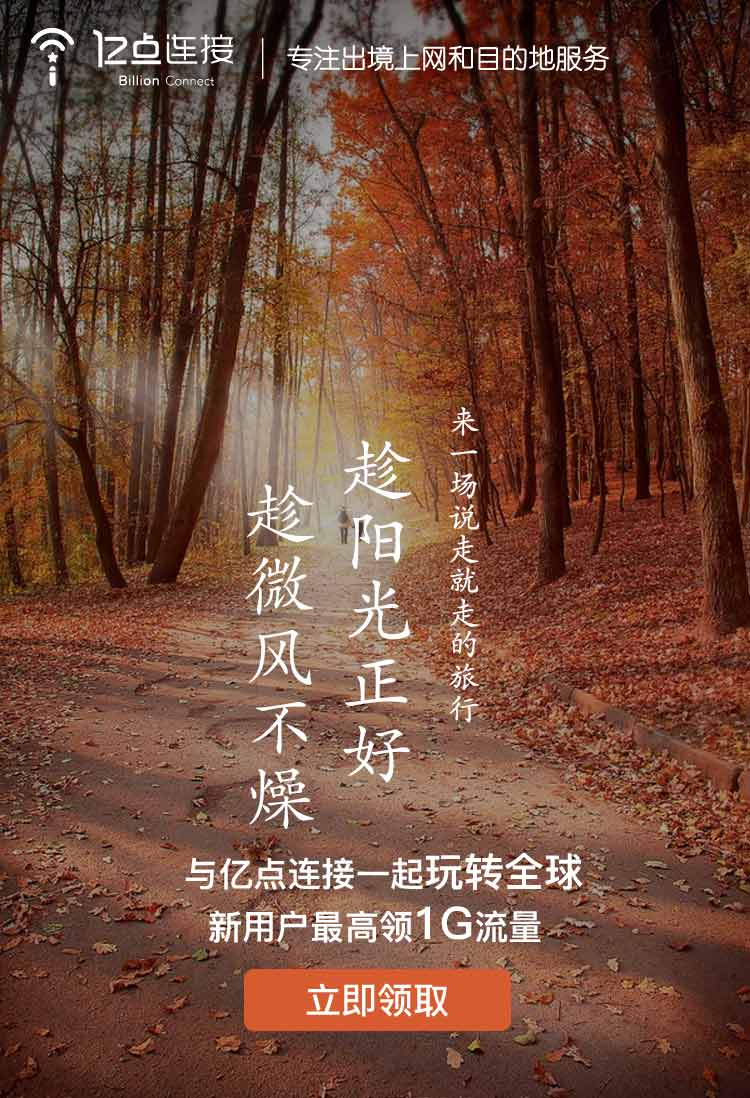 亿点连接
Billion Connect
专注出境上网和目的地服务
来一场说走就走的旅行
趁阳光正好
趁微风不燥
与亿点连接一起玩转全球
新用户最高领1G流量
立即领取